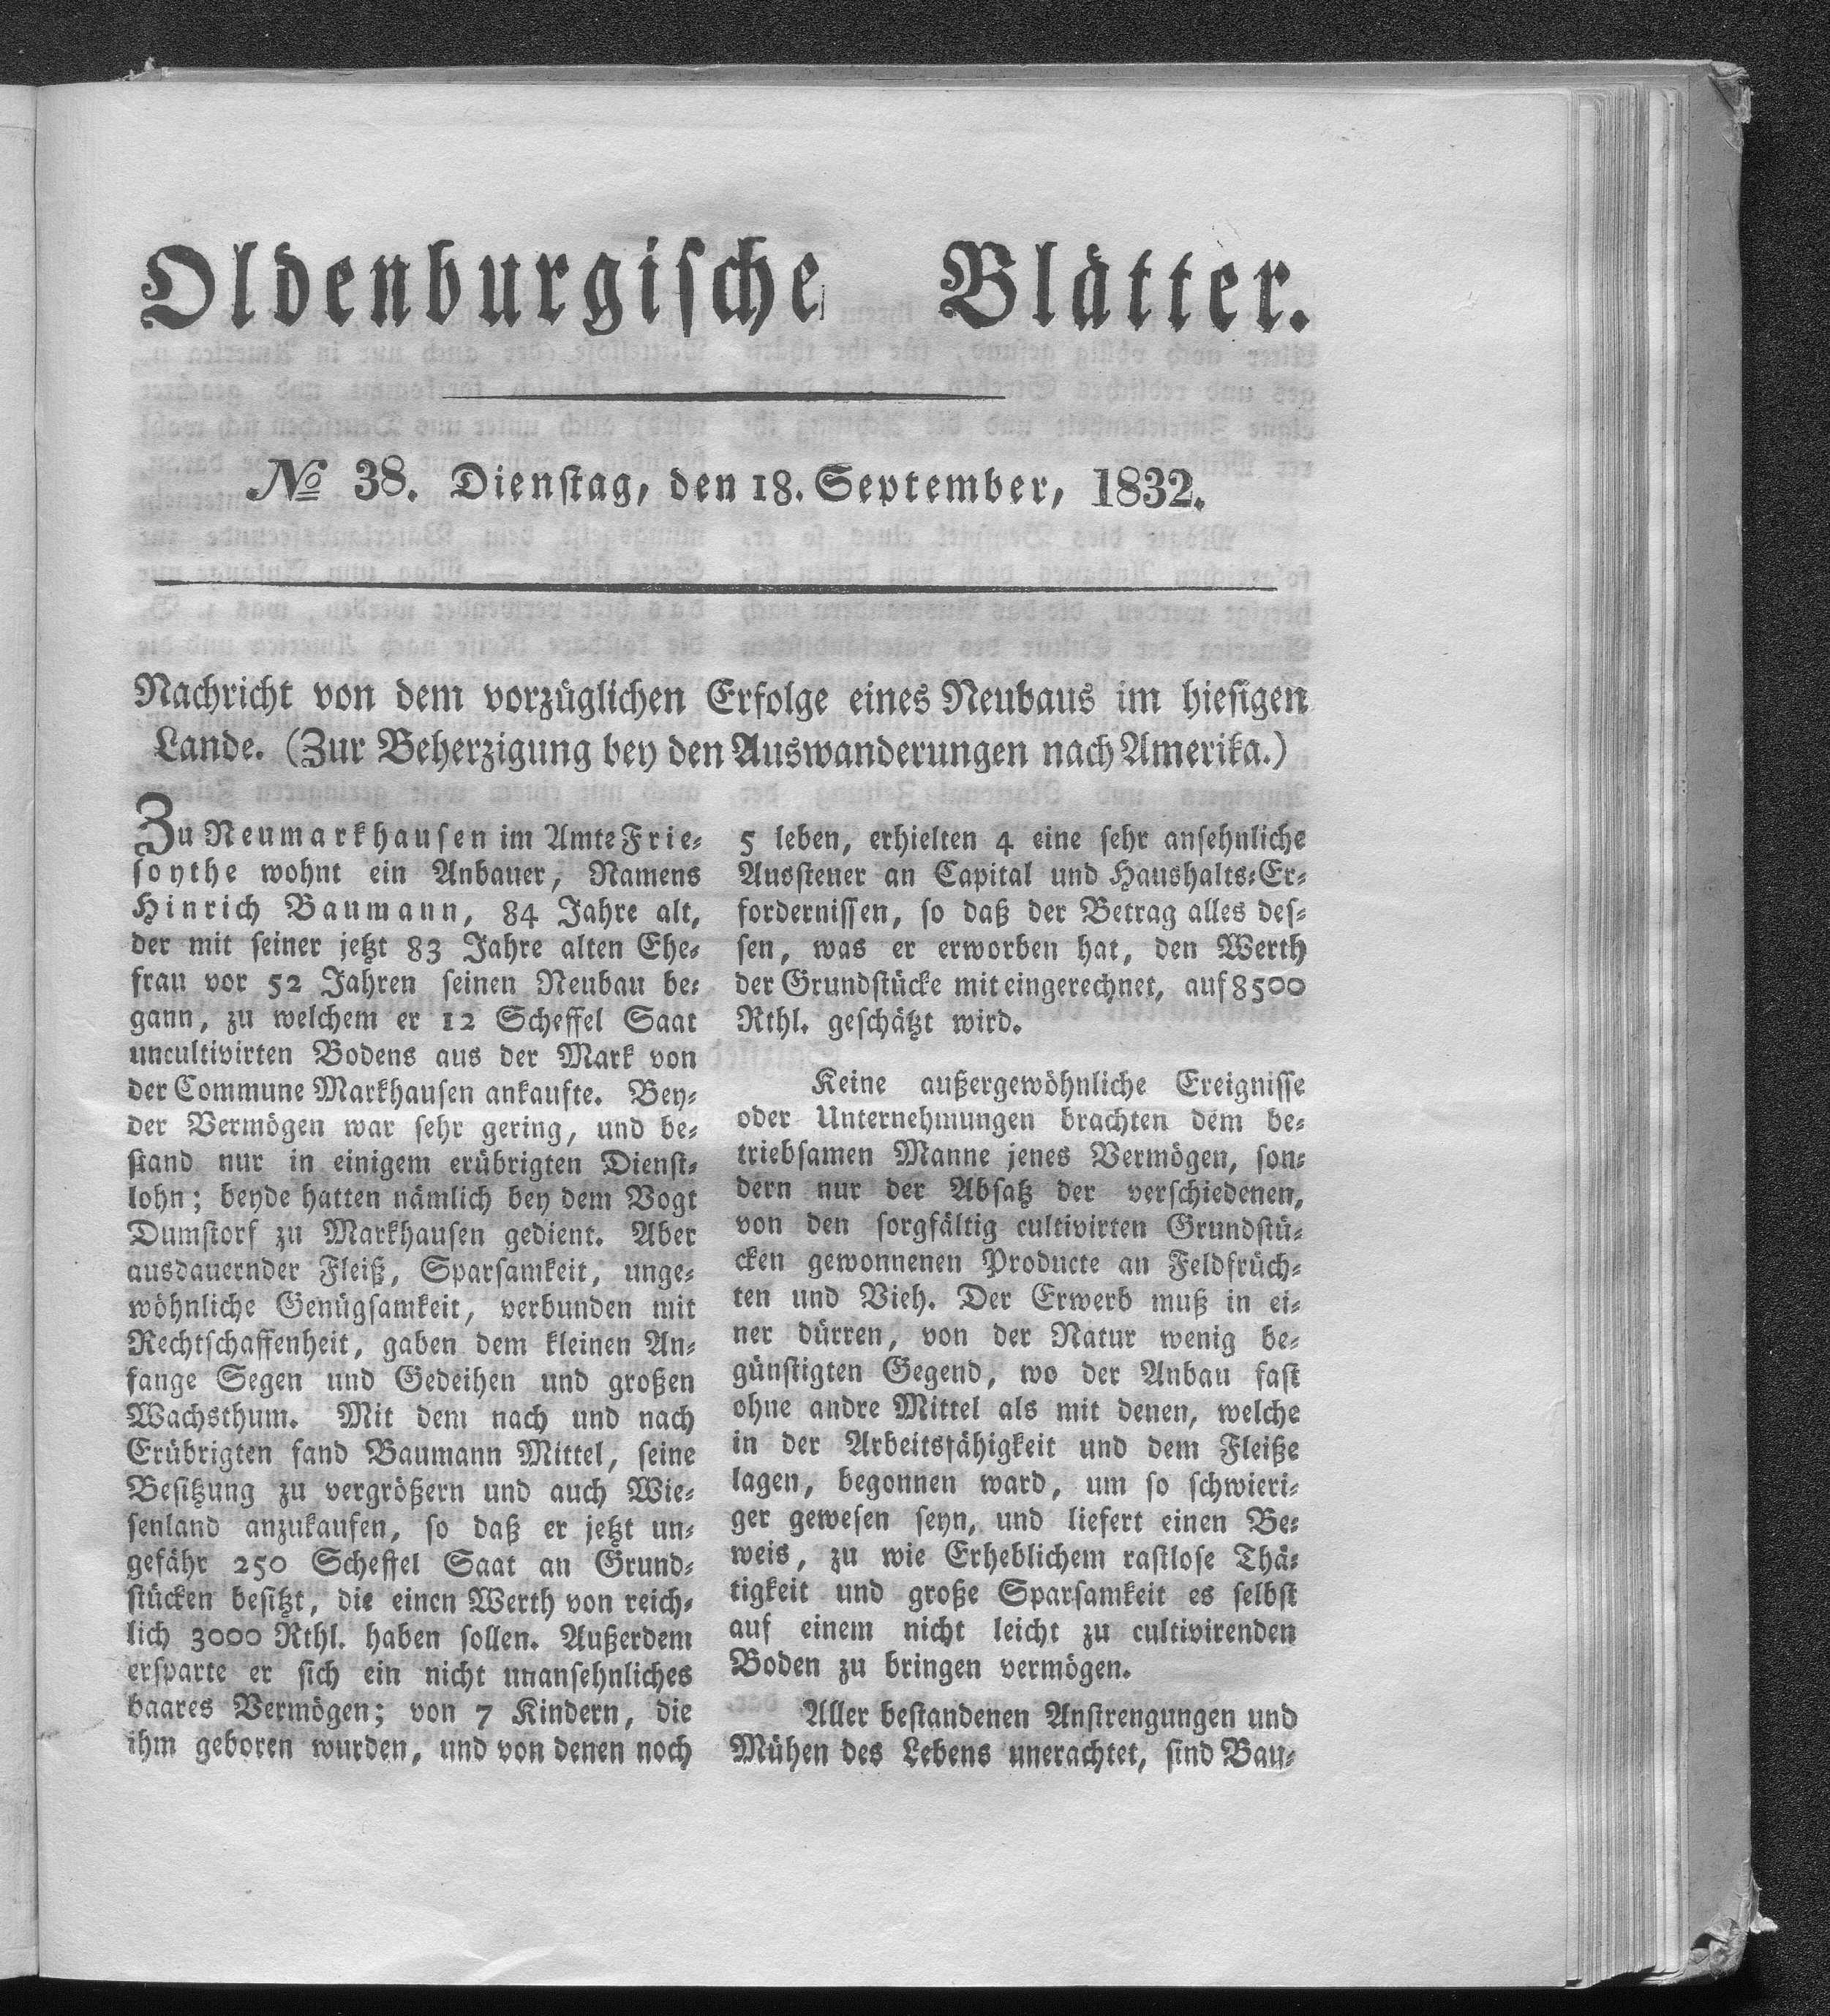 Oldenburgische Blätter.
No 38. Dienstag, den 18. September, 1832.
Nachricht von dem vorzüglichen Erfolge eines Neubaus im hiesigen
Lande. (Zur Beherzigung bey den Auswanderungen nach Amerika.)
Zu Neumarkhausen im Amte Frie-
soythe wohnt ein Anbauer, Namens
Hinrich Baumann, 84 Jahre alt,
der mit seiner jetzt 83 Jahre alten Ehe-
frau vor 52 Jahren seinen Neubau be-
gann, zu welchem er 12 Scheffel Saat
uncultivirten Bodens aus der Mark von
der Commune Markhausen ankaufte. Bey-
der Vermögen war sehr gering, und be-
stand nur in einigem erübrigten Dienst-
lohn; beyde hatten nämlich bey dem Vogt
Dumstorf zu Markhausen gedient. Aber
ausdauernder Fleiß, Sparsamkeit, unge-
wöhnliche Genügsamkeit, verbunden mit
Rechtschaffenheit, gaben dem kleinen An-
fange Segen und Gedeihen und großen
Wachsthum. Mit dem nach und nach
Erübrigten fand Baumann Mittel, seine
Besitzung zu vergrößern und auch Wie-
senland anzukaufen, so daß er jetzt un-
gefähr 250 Scheffel Saat an Grund-
stücken besitzt, die einen Werth von reich-
lich 3000 Rthl. haben sollen. Außerdem
ersparte er sich ein nicht unansehnliches
baares Vermögen; von 7 Kindern, die
ihm geboren wurden, und von denen noch
5 leben, erhielten 4 eine sehr ansehnliche
Aussteuer an Capital und Haushalts-Er-
fordernissen, so daß der Betrag alles des-
sen, was er erworben hat, den Werth
der Grundstücke mit eingerechnet, auf 8500
Rthl. geschätzt wird.
Keine außergewöhnliche Ereignisse
oder Unternehmungen brachten dem be-
triebsamen Manne jenes Vermögen, son-
dern nur der Absatz der verschiedenen,
von den sorgfältig cultivirten Grundstü-
cken gewonnenen Producte an Feldfrüch-
ten und Vieh. Der Erwerb muß in ei-
ner dürren, von der Natur wenig be-
günstigten Gegend, wo der Anbau fast
ohne andre Mittel als mit denen, welche
in der Arbeitsfähigkeit und dem Fleiße
lagen, begonnen ward, um so schwieri-
ger gewesen seyn, und liefert einen Be-
weis, zu wie Erheblichem rastlose Thä-
tigkeit und große Sparsamkeit es selbst
auf einem nicht leicht zu cultivirenden
Boden zu bringen vermögen.
Aller bestandenen Anstrengungen und
Mühen des Lebens unerachtet, sind Bau-